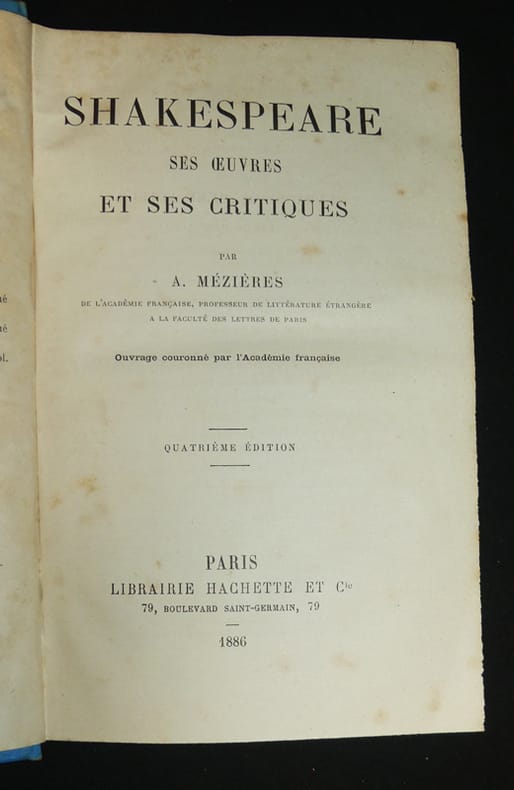 SHAKESPEARE
SES ŒUVRES
ET SES CRITIQUES
PAR
A. MÉZIÈRES
DE L'ACADÉMIE FRANÇAISE, PROFESSEUR DE LITTÉRATURE ÉTRANGÈRE
A LA FACULTÉ DES LETTRES DE PARIS
Ouvrage couronné par l'Académie française
QUATRIÈME ÉDITION
PARIS
LIBRAIRIE HACHETTE ET Cie
79, BOULEVARD SAINT-GERMAIN, 79
1886